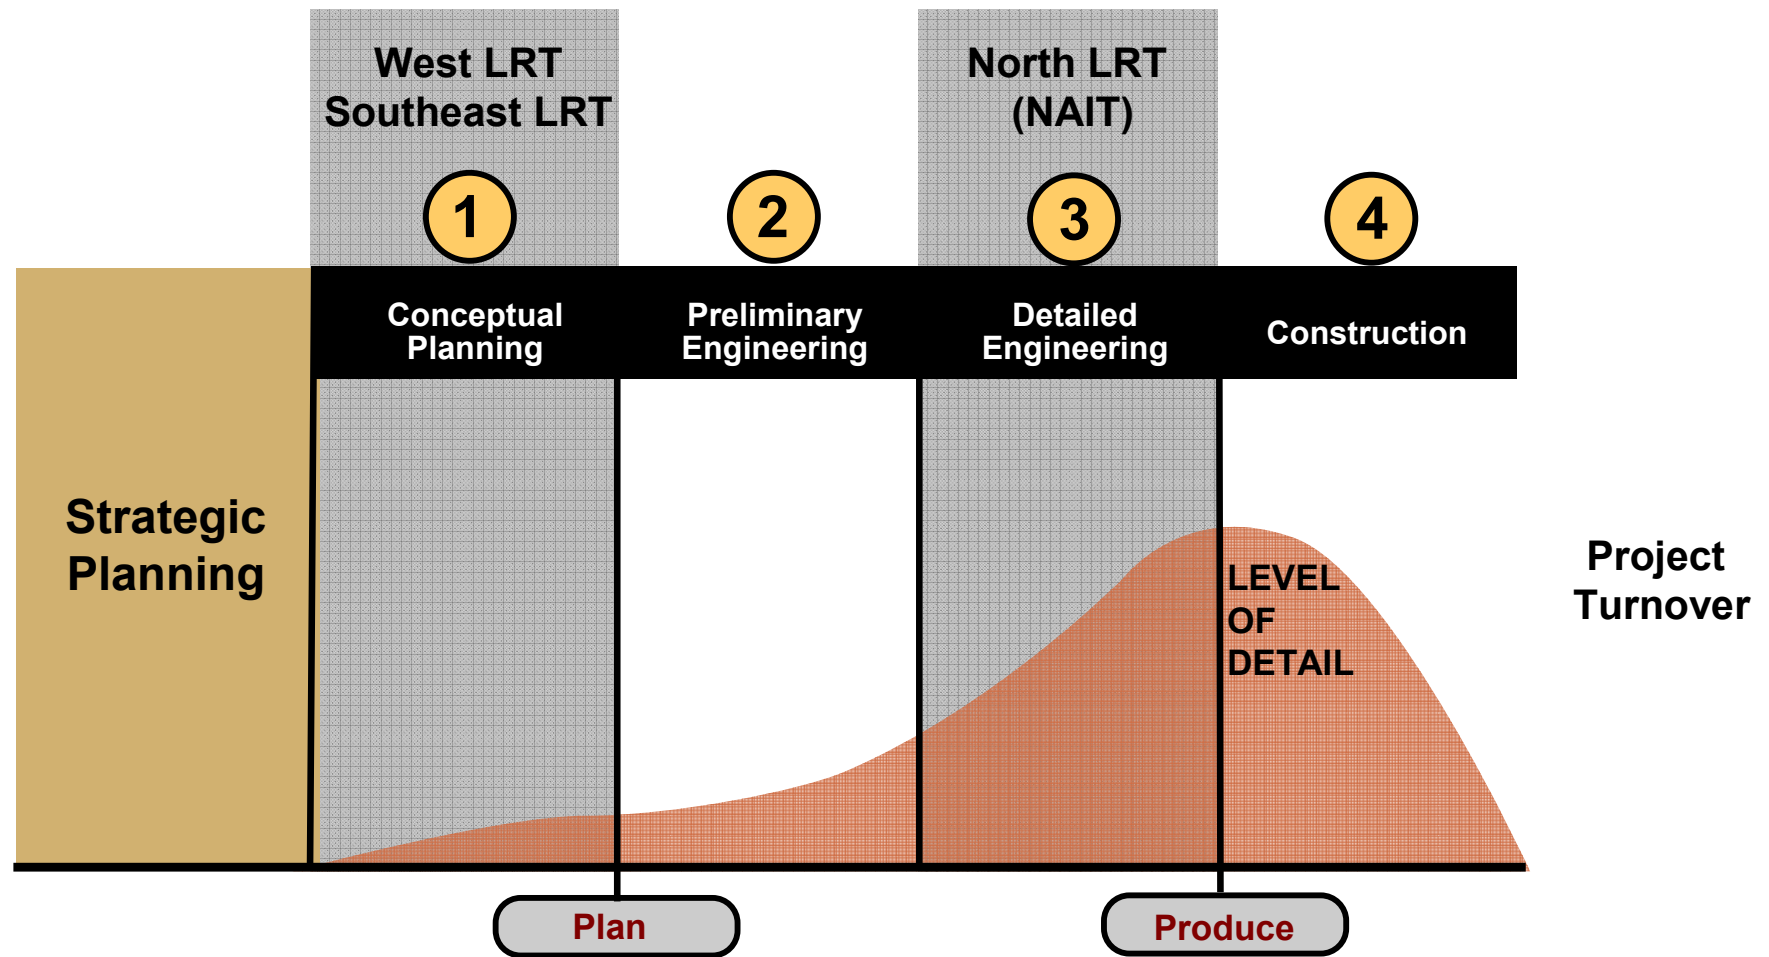 West LRT
Southeast LRT
North LRT
(NAIT)
1
2
3
4
Conceptual
Planning
Preliminary
Engineering
Detailed
Engineering
Construction
Strategic
Planning
LEVEL
OF
DETAIL
Project
Turnover
Plan
Produce